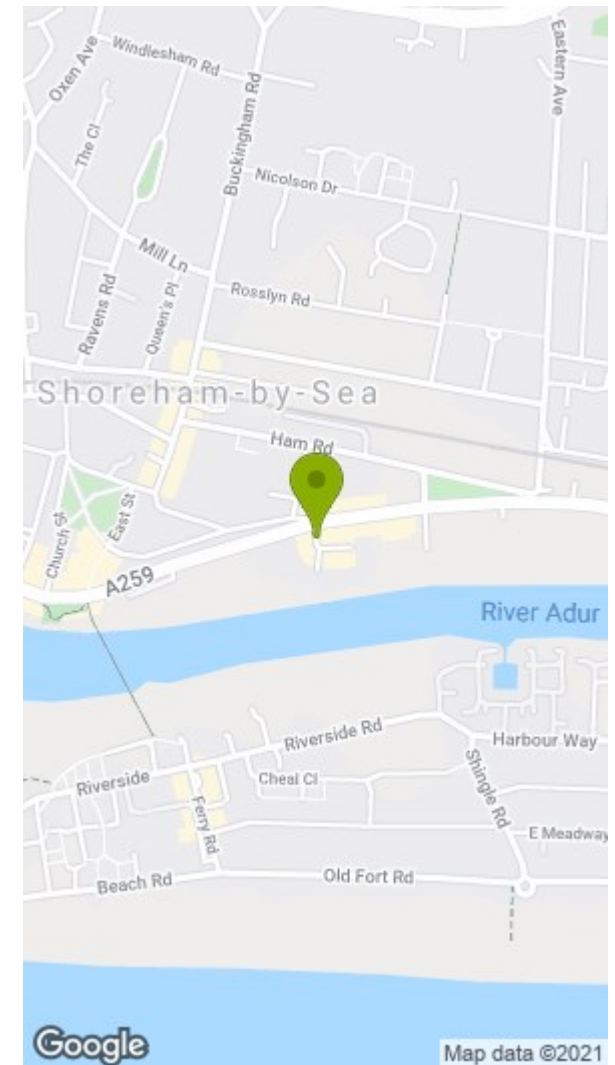 Windlesham Rd
Oxen Ave
Eastern Ave
The Cl
Buckingham Rd
Nicolson Dr
Mill Ln
Rosslyn Rd
Ravens Rd
Queen's Pl
Shoreham-by-Sea
Ham Rd
East St
Church St
A259
River Adur
Riverside Rd
Harbour Way
Riverside
Cheal Cl
Shingle Rd
Ferry Rd
E Meadway
Beach Rd
Old Fort Rd
Google
Map data ©2021